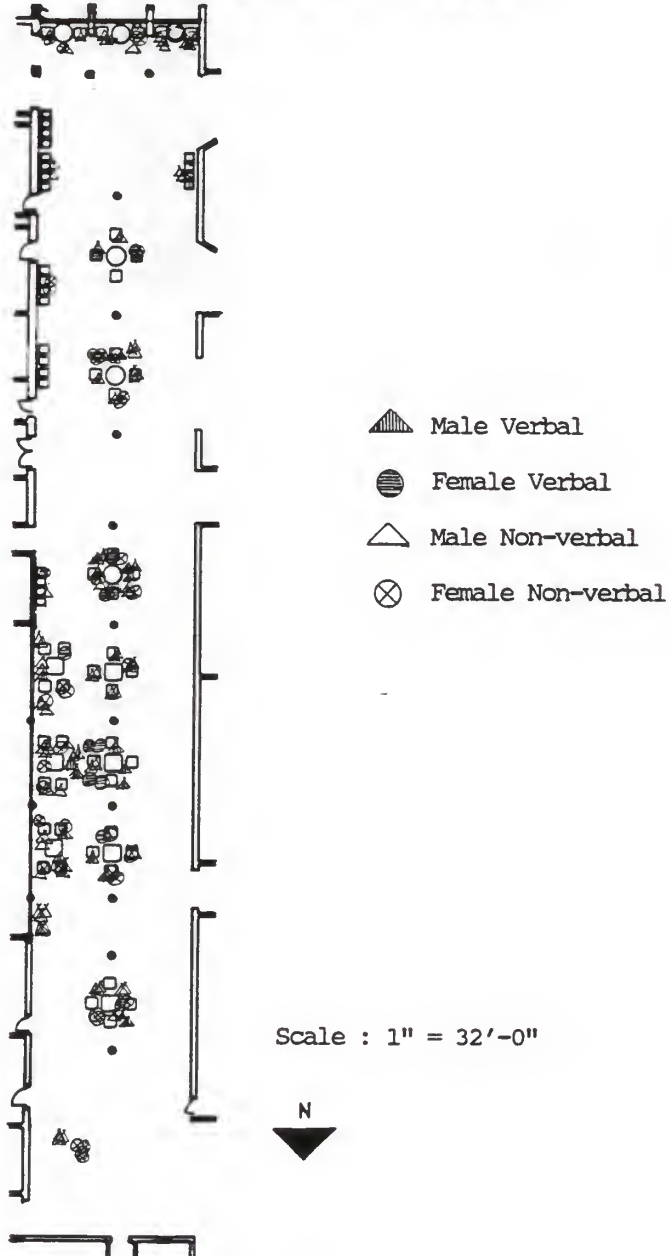 Male Verbal
Female Verbal
Male Non-verbal
Female Non-verbal
Scale : 1" = 32'-0"
N